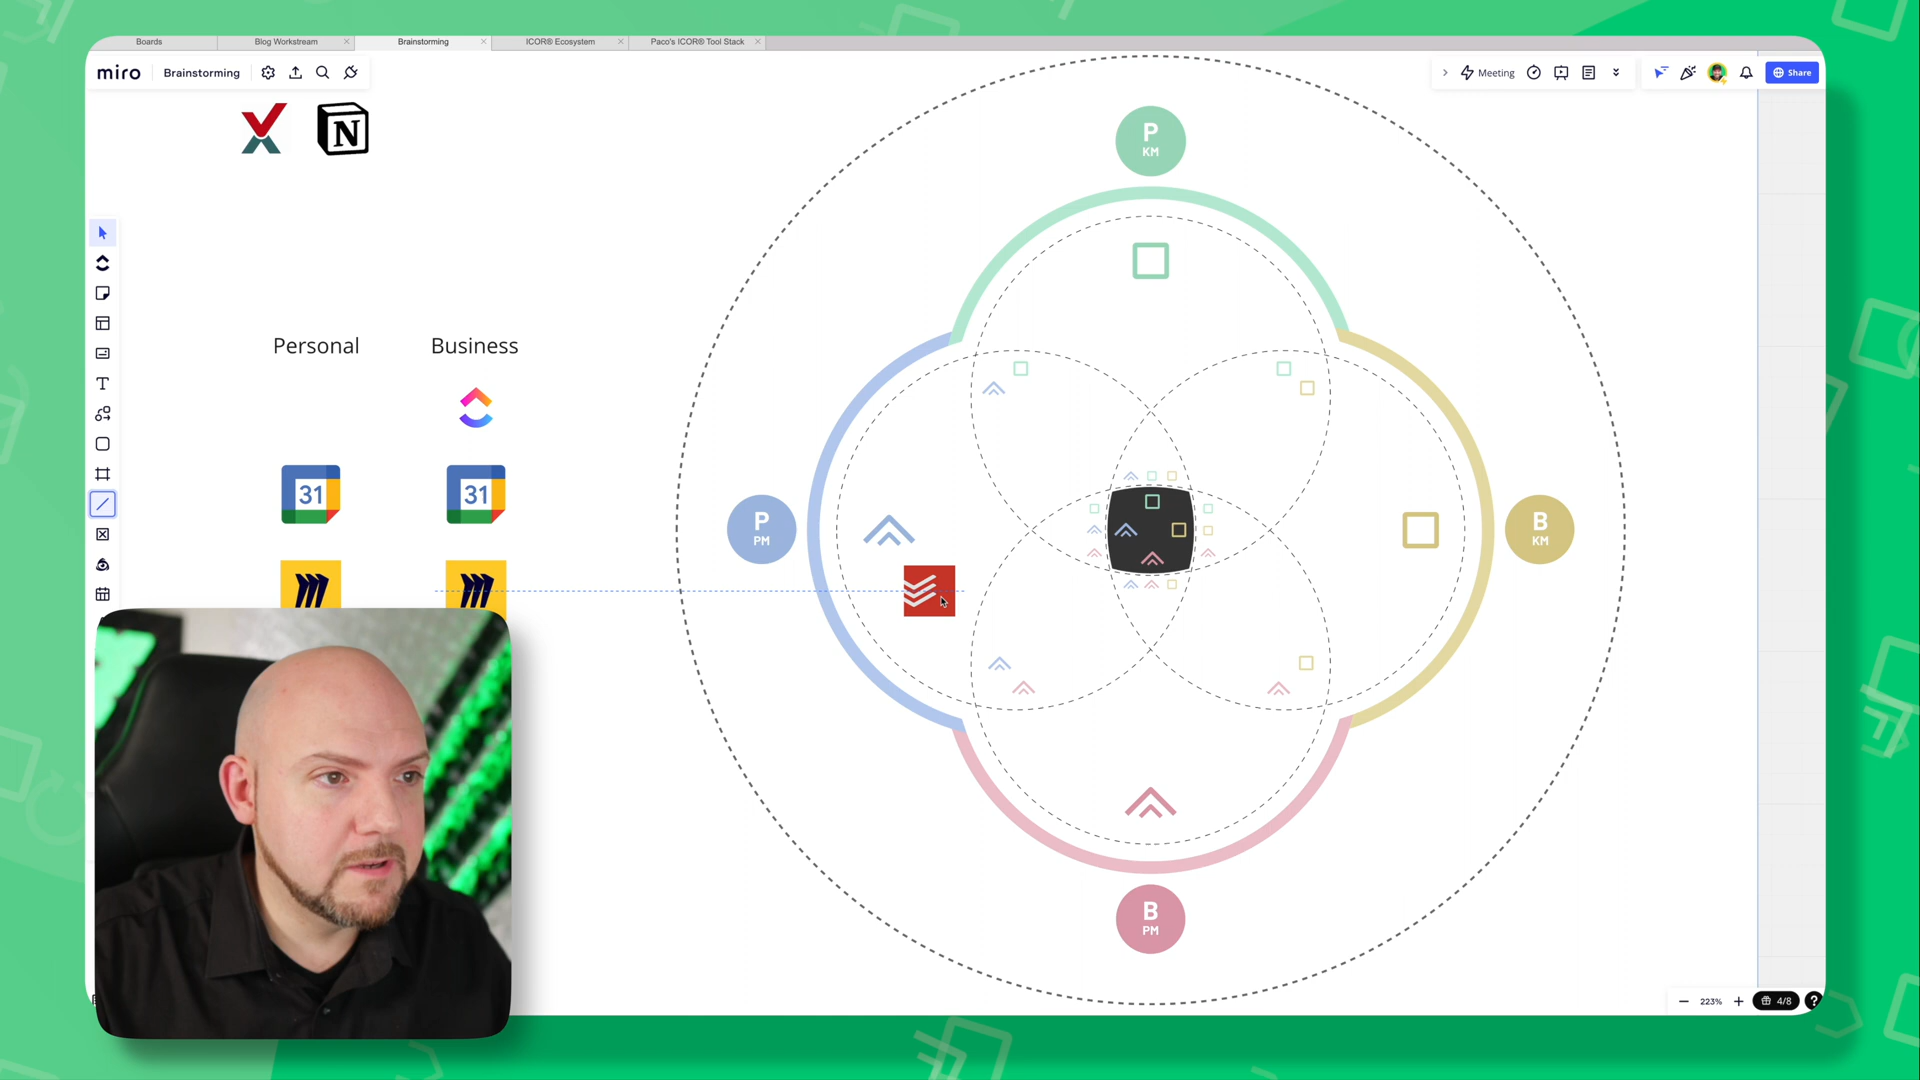 Boards
Blog Workstream
Brainstorming
ICOR® Ecosystem
Paco's ICOR® Tool Stack
miro
Brainstorming
Meeting
Share
N
P
KM
Personal
Business
31
31
P
PM
B
KM
B
PM
223%
4/8
?